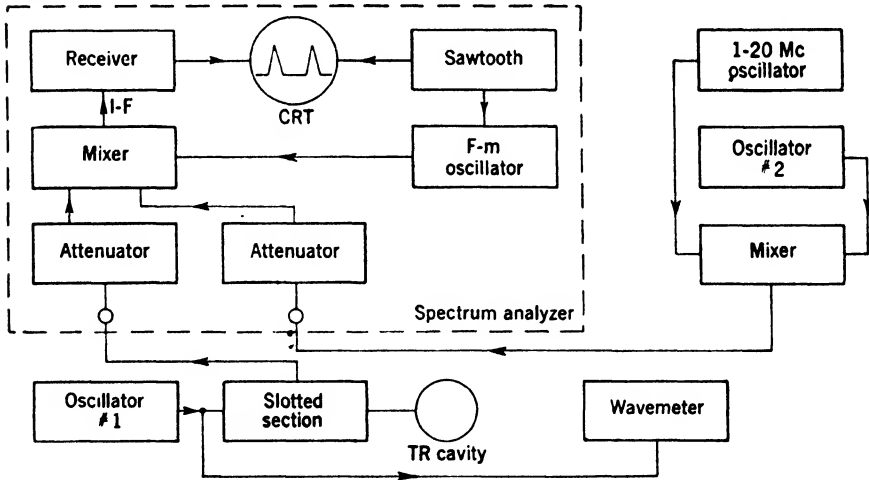 Receiver
I-F
CRT
Sawtooth
Mixer
F-m
oscillator
Attenuator
Attenuator
Spectrum analyzer
1-20 Mc
oscillator
Oscillator
#2
Mixer
Oscillator
#1
Slotted
section
TR cavity
Wavemeter